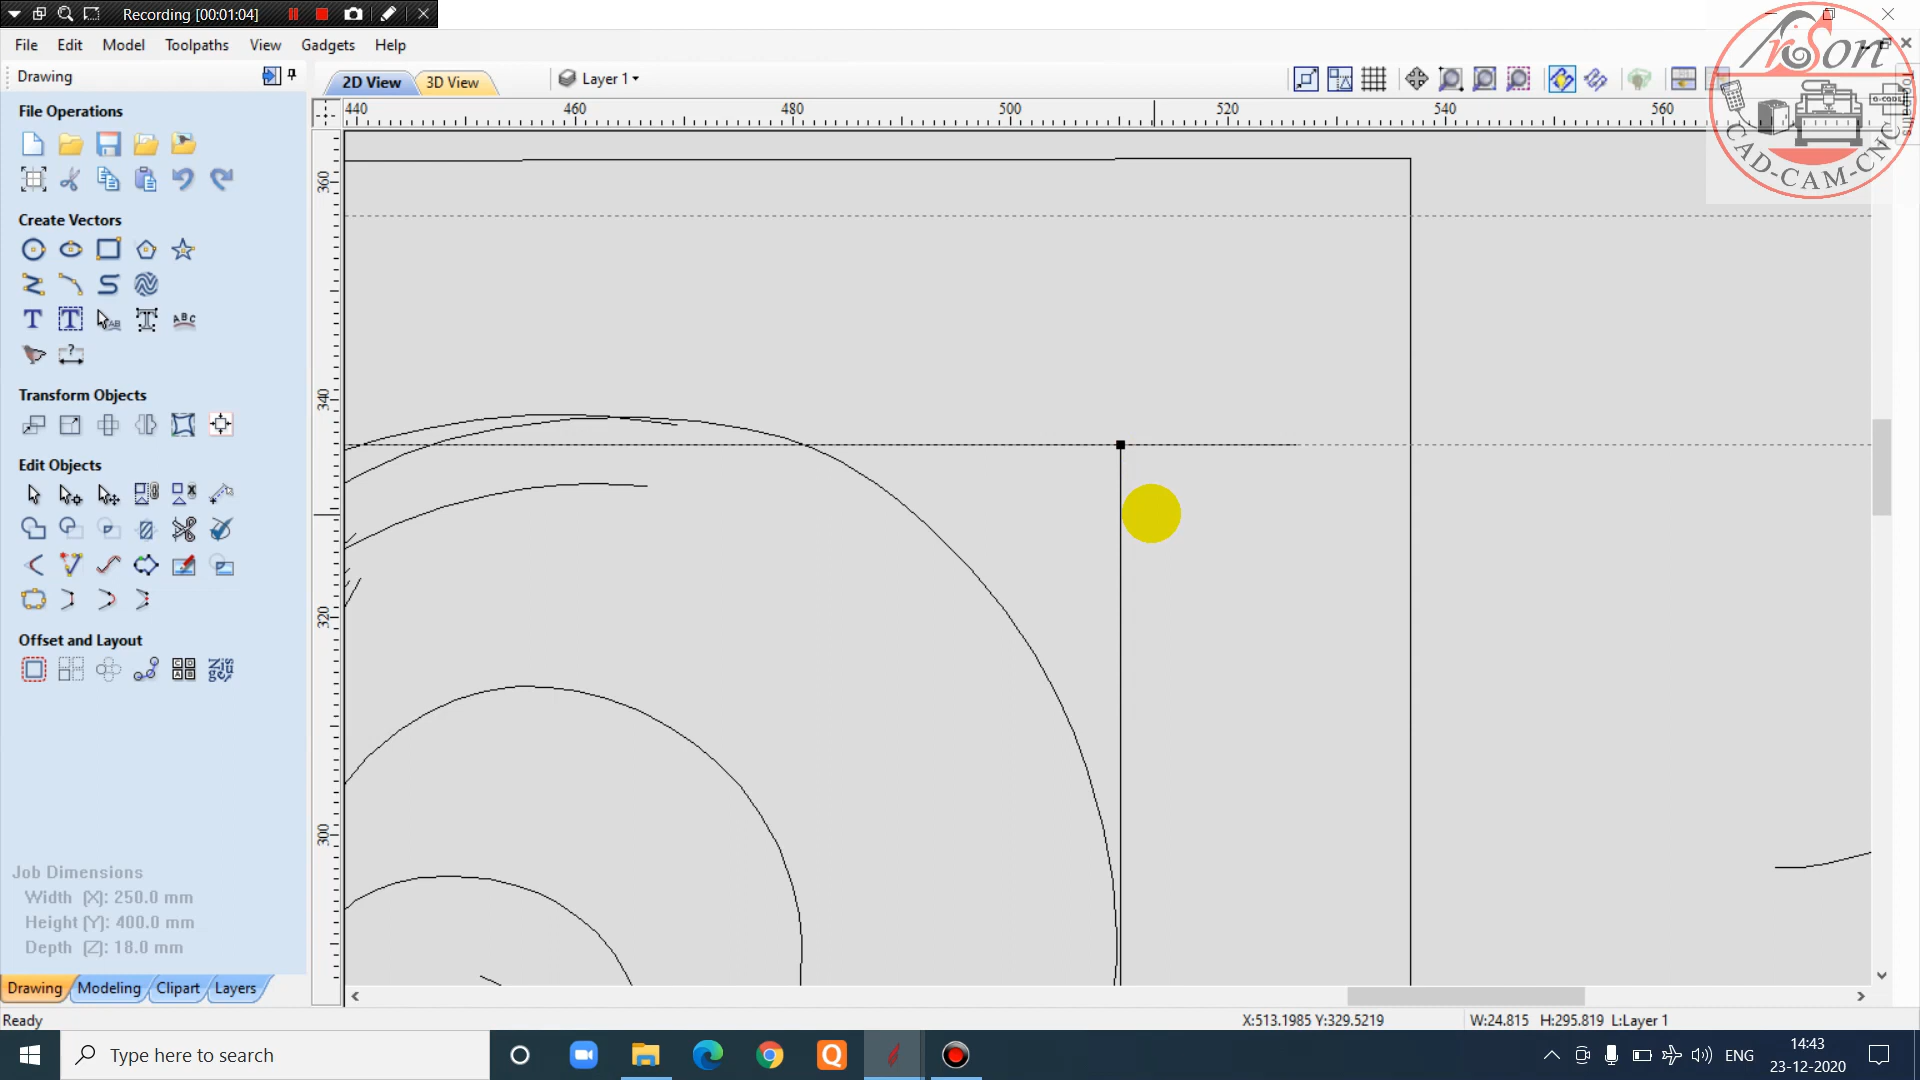 Recording [00:01:04]
File Edit Model Toolpaths View Gadgets Help
Drawing
2D View 3D View Layer 1
File Operations
440 460 480 500 520 540 560
Create Vectors
Transform Objects
Edit Objects
Offset and Layout
360
340
320
300
Job Dimensions
Width (X): 250.0 mm
Height (Y): 400.0 mm
Depth (Z): 18.0 mm
Drawing Modeling Clipart Layers
Ready
X:513.1985 Y:329.5219 W:24.815 H:295.819 L:Layer 1
Type here to search
ENG
14:43
23-12-2020
ArSon
CAD-CAM-CNC
Toolpaths